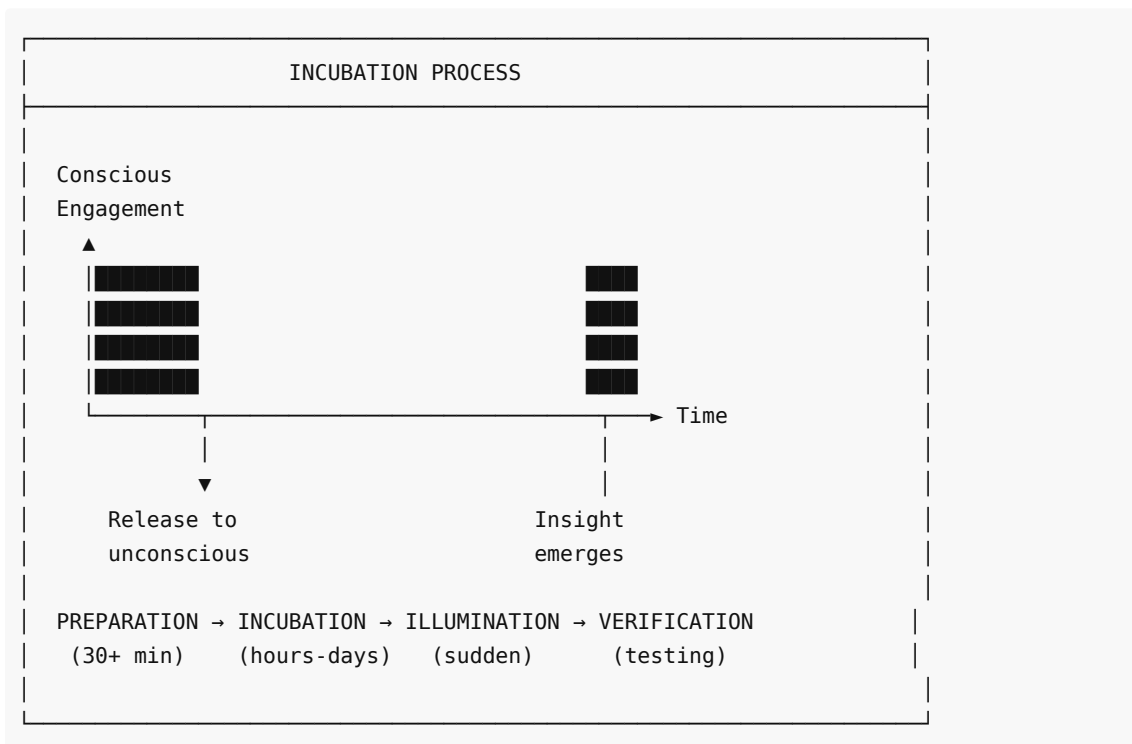 INCUBATION PROCESS
Conscious
Engagement
Time
Release to Insight
unconscious emerges
PREPARATION → INCUBATION → ILLUMINATION → VERIFICATION
(30+ min) (hours-days) (sudden) (testing)